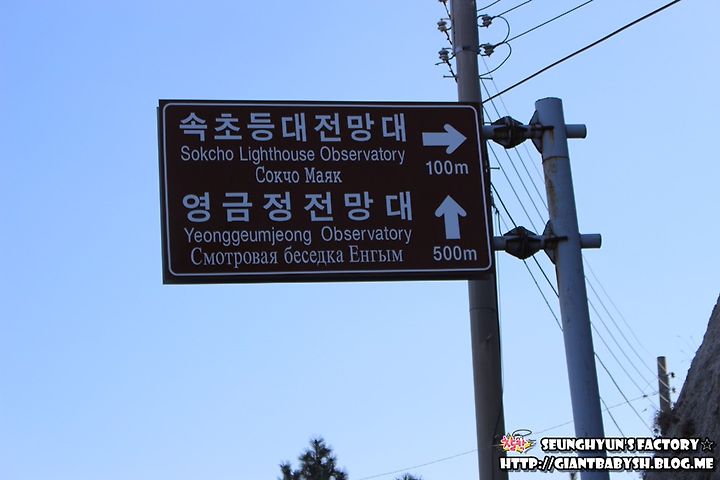 속초등대전망대
Sokcho Lighthouse Observatory
Сокчо Маяк
100m
영금정전망대
Yeonggeumjeong Observatory
Смотровая беседка Енгым
500m
SEUNGHYUN'S FACTORY☆
HTTP://GIANTBABYSH.BLOG.ME